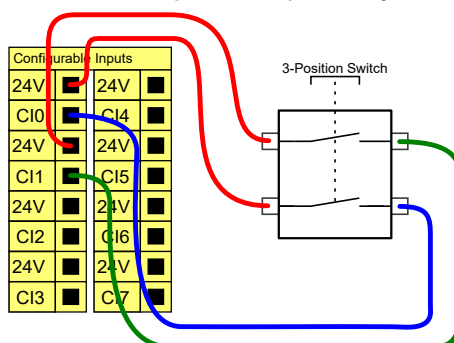 Configurable Inputs
3-Position Switch
24V 24V
CI0 CI4
24V 24V
CI1 CI5
24V 24V
CI2 CI6
24V 24V
CI3 CI7